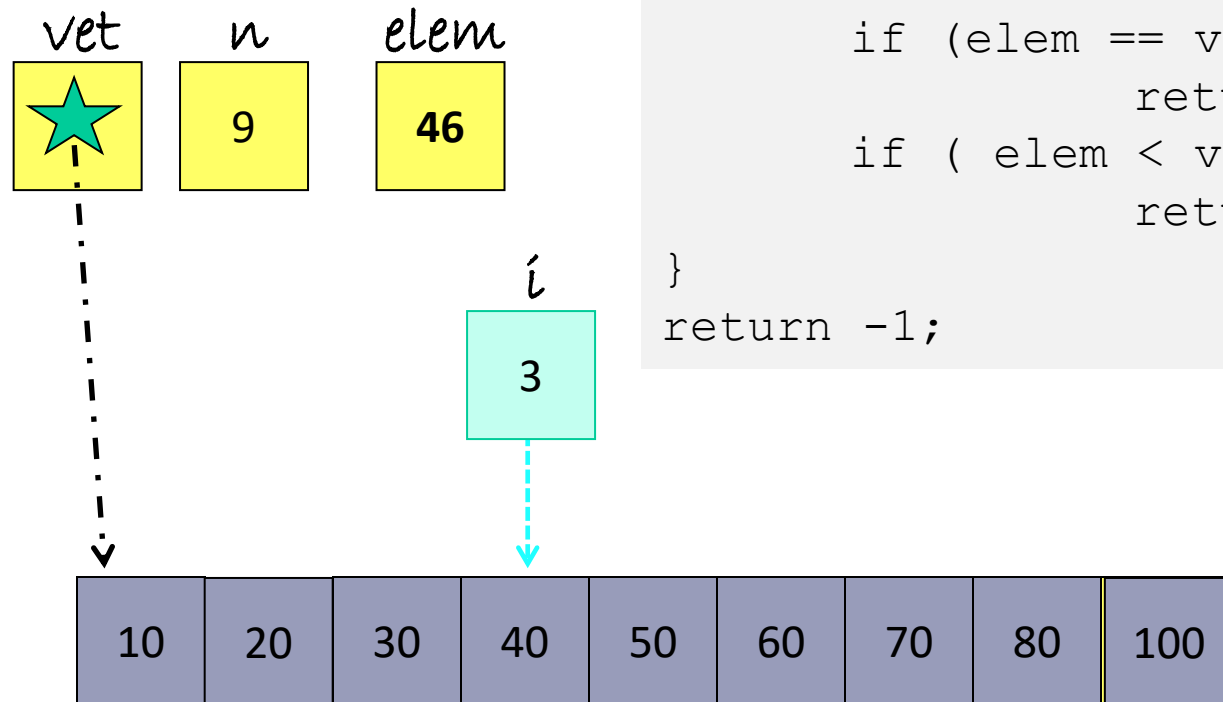 vet n elem
9 46
if (elem == v
ret
if ( elem < v
ret
}
return -1;
i
3
10 20 30 40 50 60 70 80 100